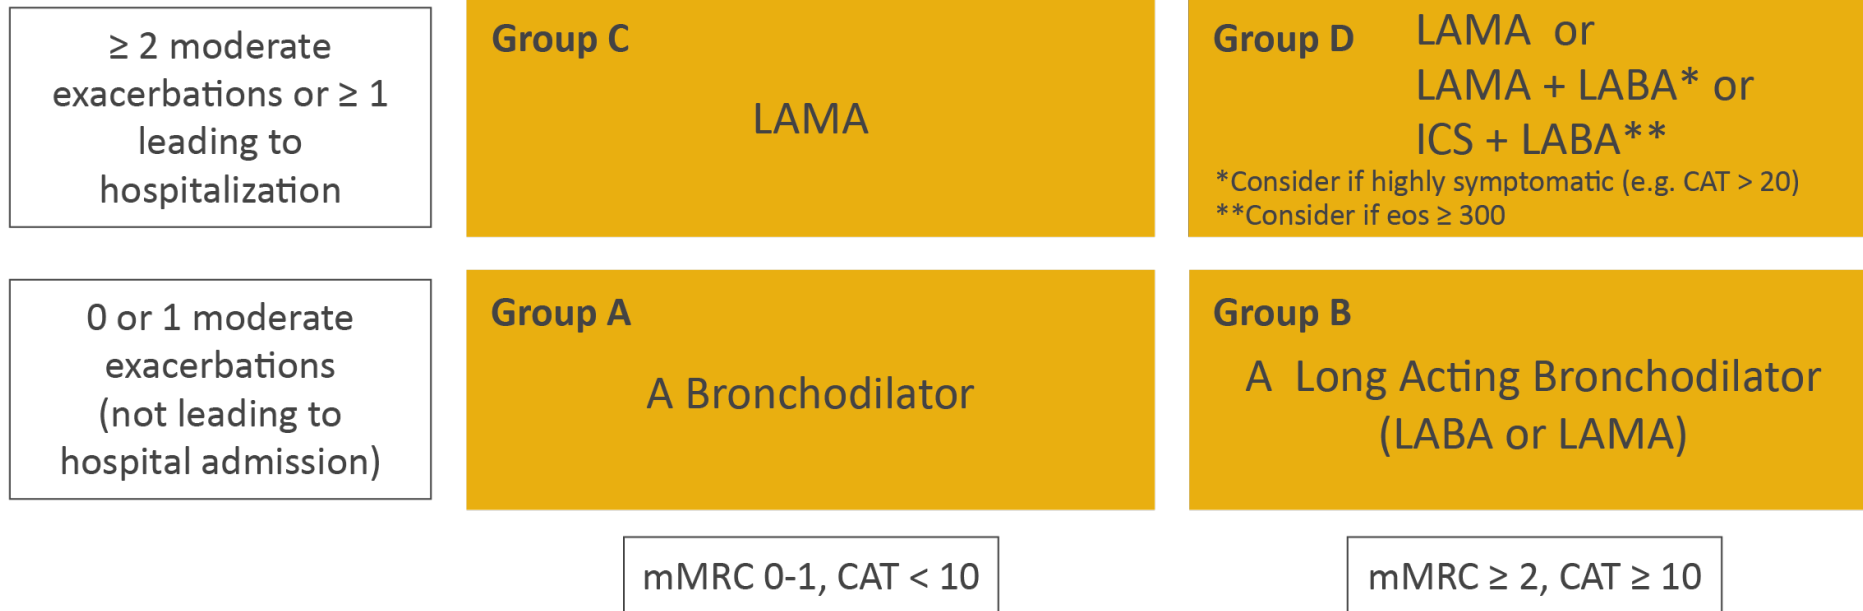 ≥ 2 moderate
exacerbations or ≥ 1
leading to
hospitalization
Group C
LAMA
Group D
LAMA or
LAMA + LABA* or
ICS + LABA**
*Consider if highly symptomatic (e.g. CAT > 20)
**Consider if eos ≥ 300
0 or 1 moderate
exacerbations
(not leading to
hospital admission)
Group A
A Bronchodilator
Group B
A Long Acting Bronchodilator
(LABA or LAMA)
mMRC 0-1, CAT < 10
mMRC ≥ 2, CAT ≥ 10